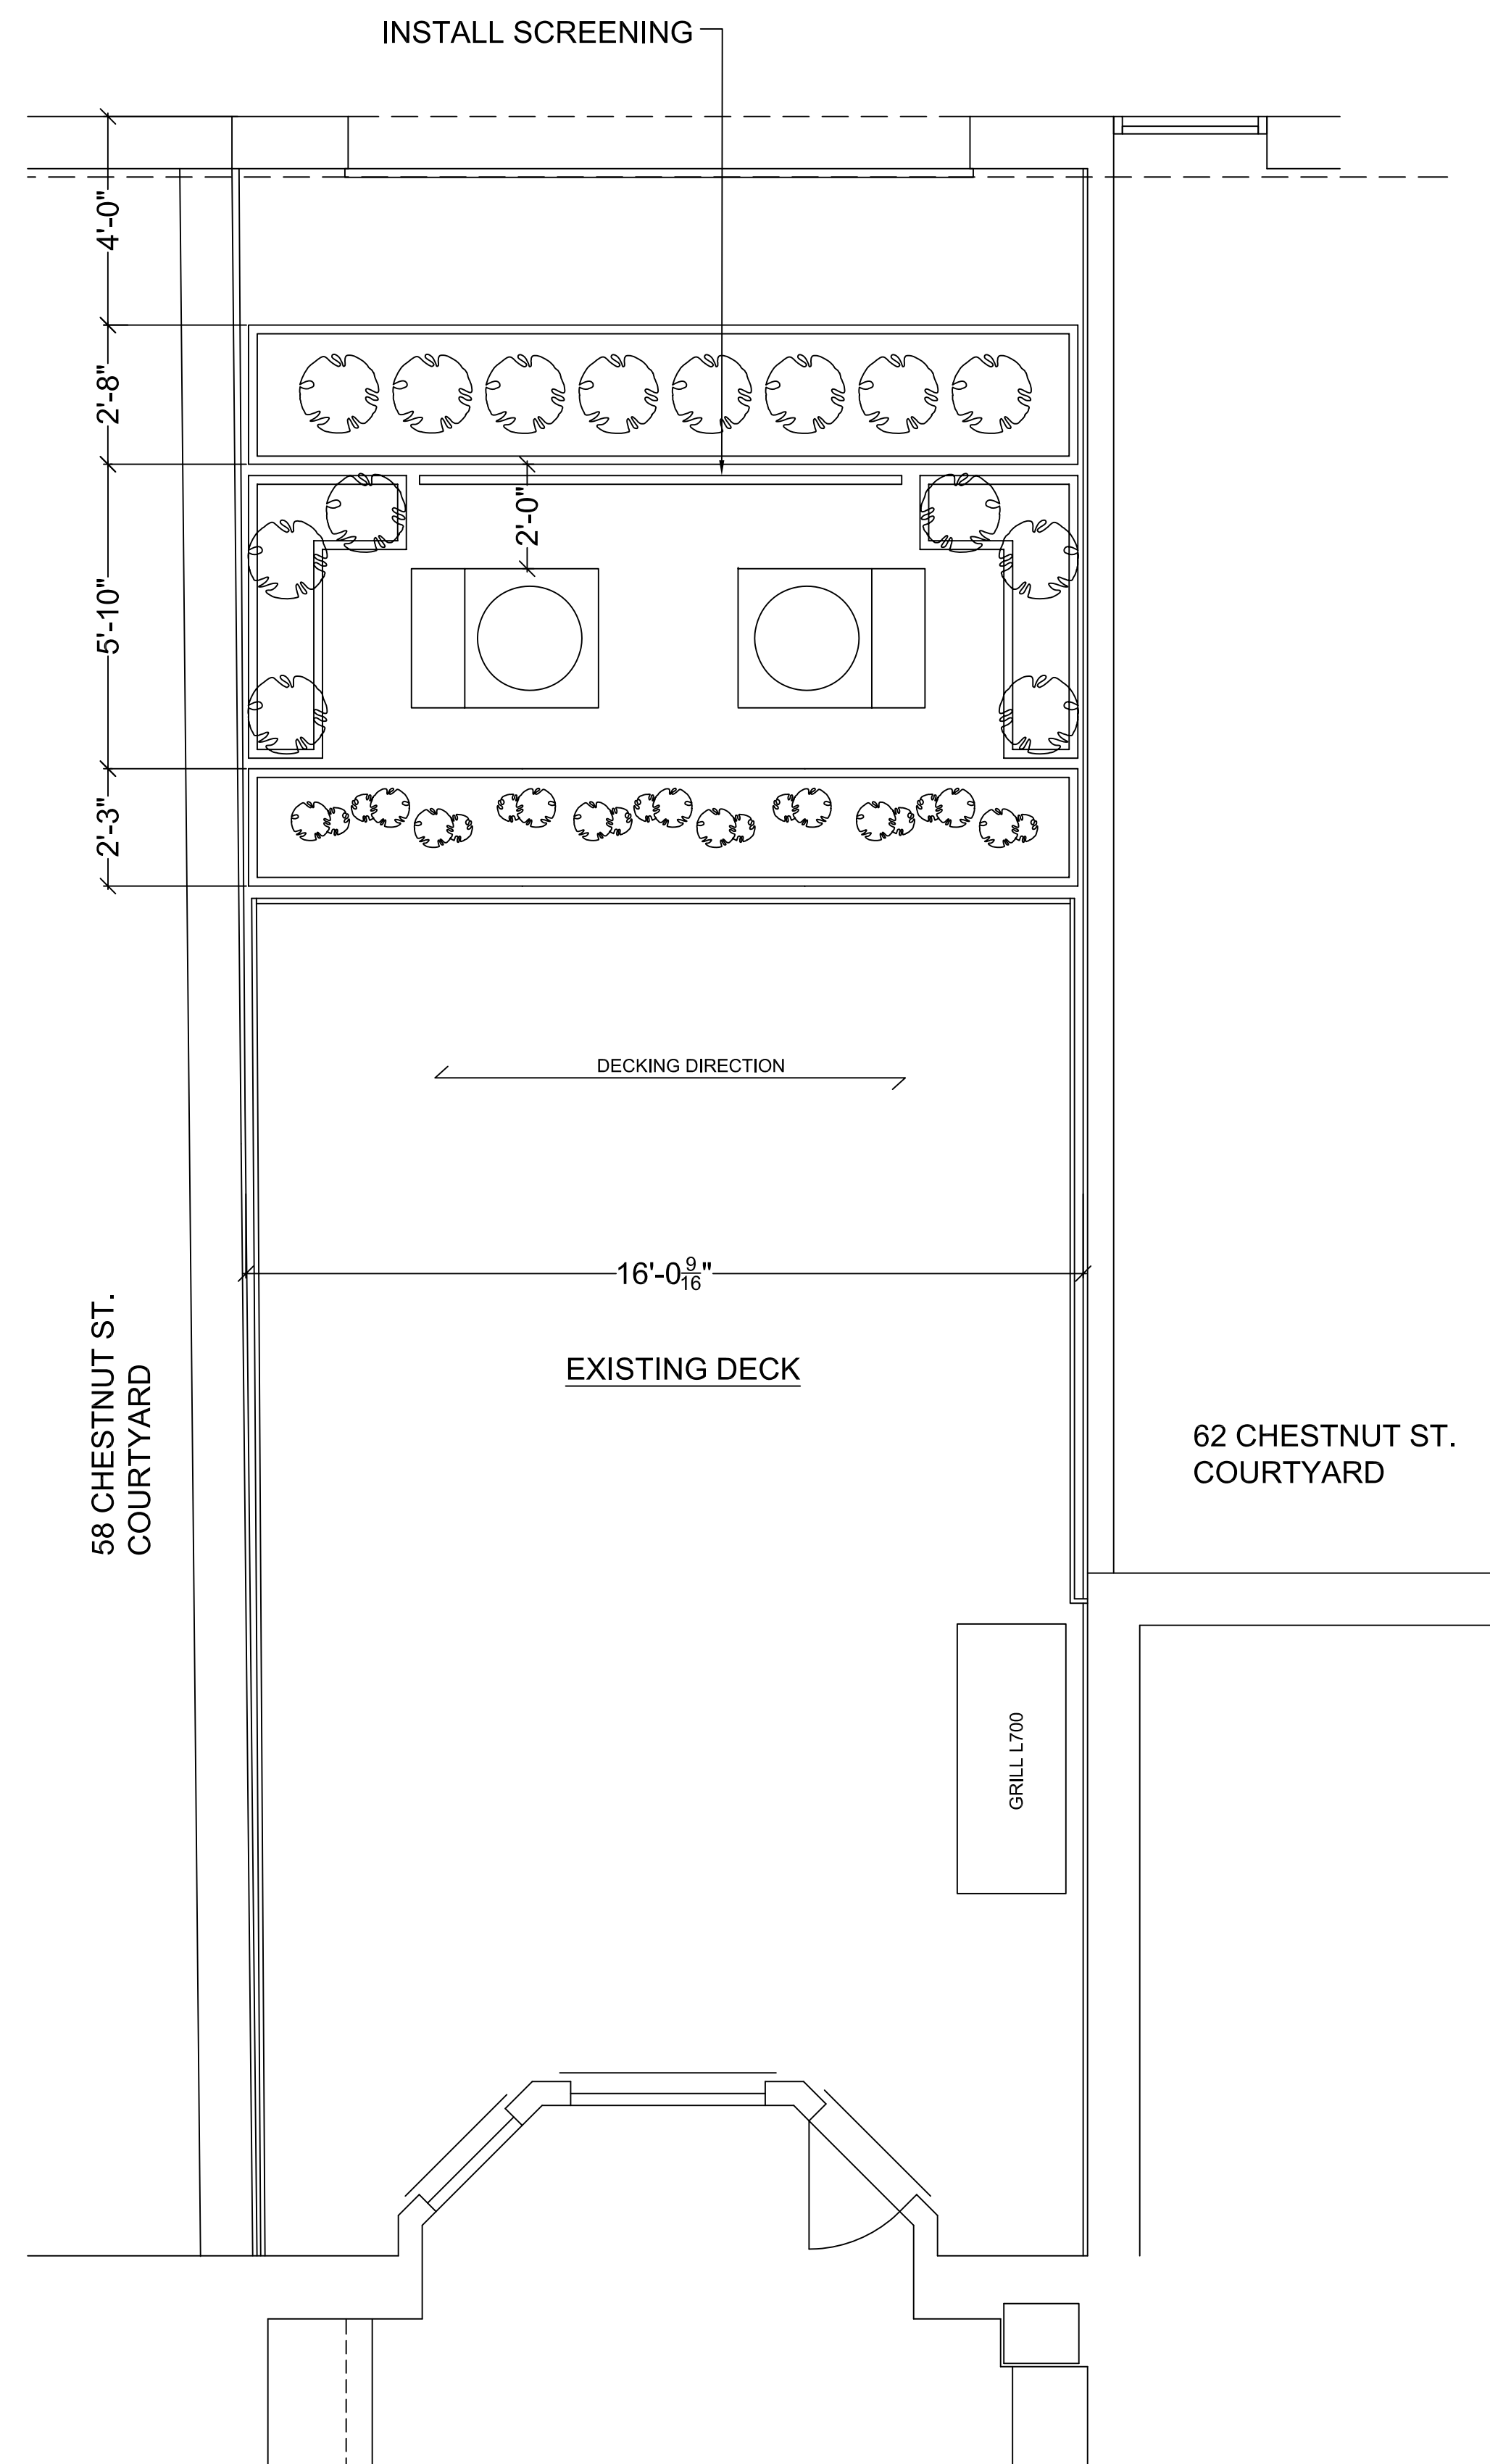 INSTALL SCREENING
4'-0"
2'-8"
2'-0"
5'-10"
2'-3"
DECKING DIRECTION
16'-0 9/16"
EXISTING DECK
58 CHESTNUT ST.
COURTYARD
62 CHESTNUT ST.
COURTYARD
GRILL L700